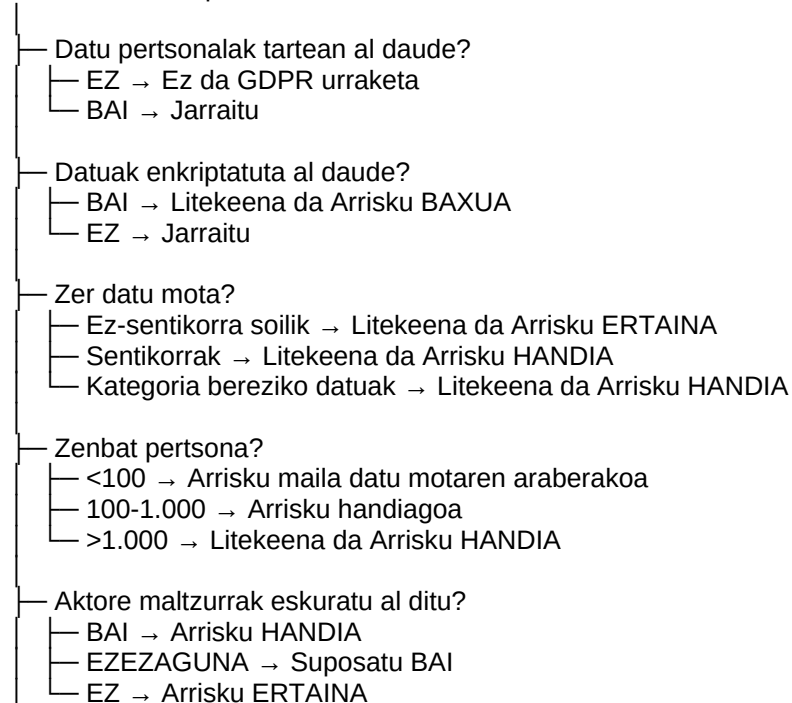 ├── Datu pertsonalak tartean al daude?
│ ├── EZ → Ez da GDPR urraketa
│ └── BAI → Jarraitu
├── Datuak enkriptatuta al daude?
│ ├── BAI → Litekeena da Arrisku BAXUA
│ └── EZ → Jarraitu
├── Zer datu mota?
│ ├── Ez-sentikorra soilik → Litekeena da Arrisku ERTAINA
│ ├── Sentikorrak → Litekeena da Arrisku HANDIA
│ └── Kategoria bereziko datuak → Litekeena da Arrisku HANDIA
├── Zenbat pertsona?
│ ├── <100 → Arrisku maila datu motaren araberakoa
│ ├── 100-1.000 → Arrisku handiagoa
│ └── >1.000 → Litekeena da Arrisku HANDIA
├── Aktore maltzurrak eskuratu al ditu?
│ ├── BAI → Arrisku HANDIA
│ ├── EZEZAGUNA → Suposatu BAI
│ └── EZ → Arrisku ERTAINA